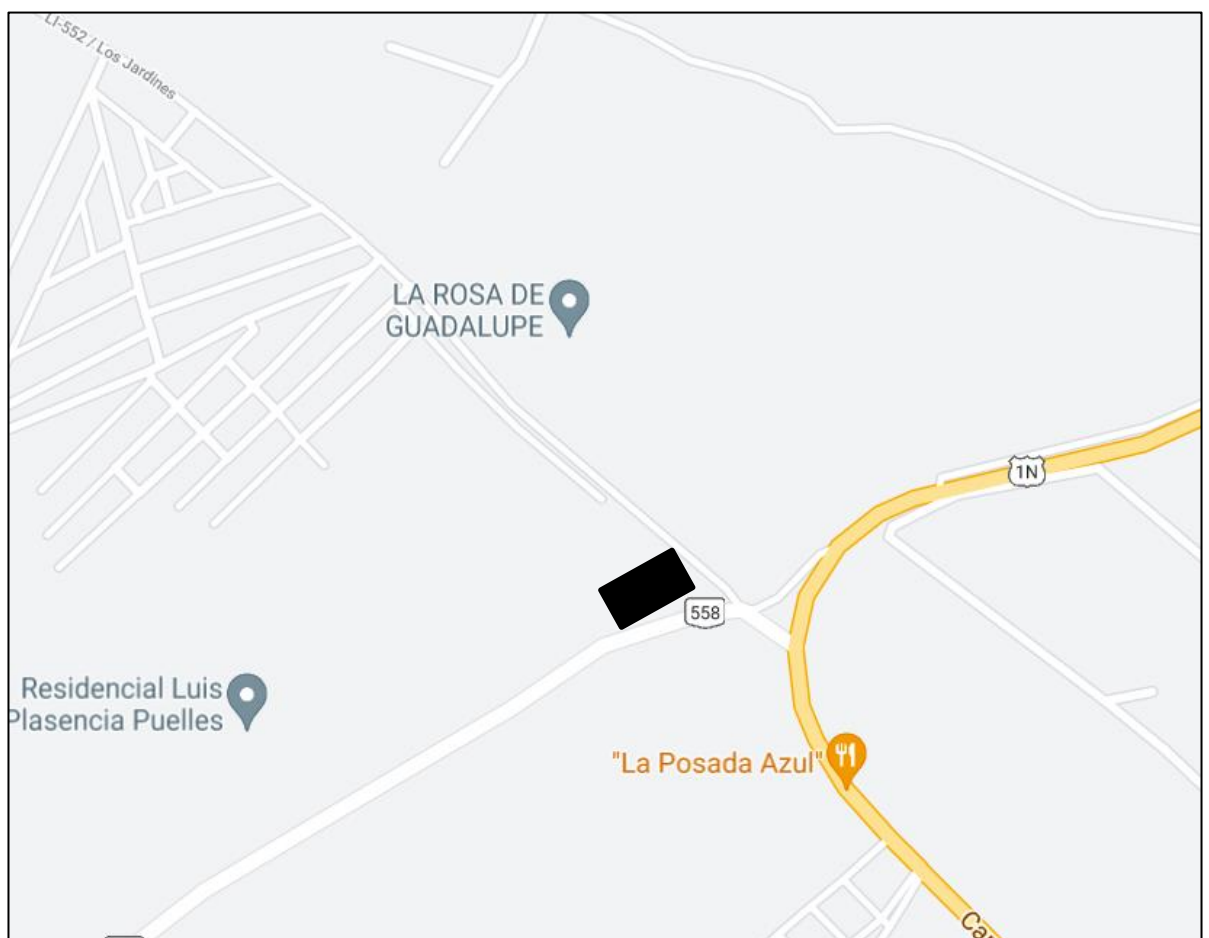 LI-552 / Los Jardines
LA ROSA DE
GUADALUPE
1N
558
Residencial Luis
Plasencia Puelles
"La Posada Azul"